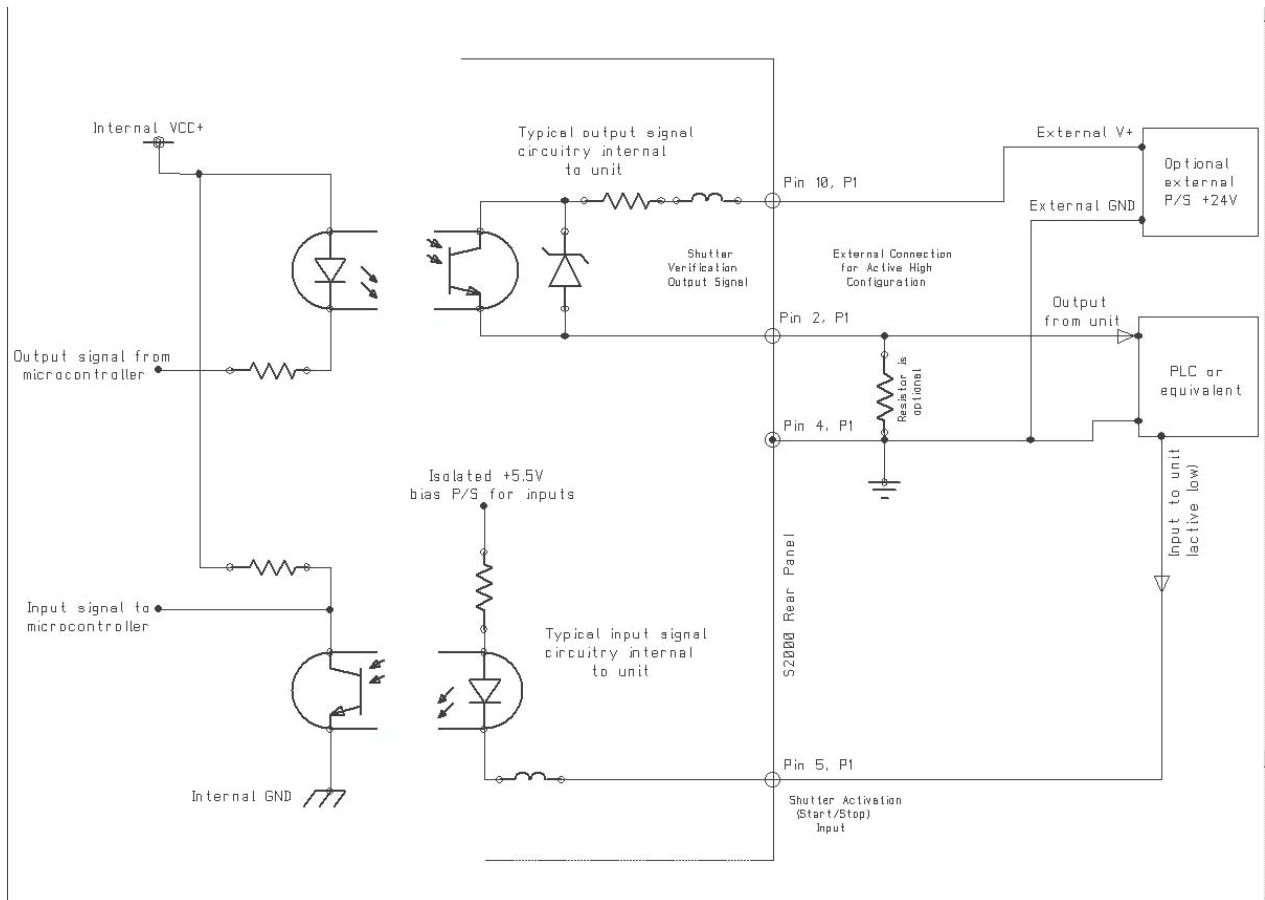 Internal VCC+
Typical output signal
circuitry internal
to unit
Pin 10, P1
External V+
External GND
Optional
external
P/S +24V
Shutter
Verification
Output Signal
External Connection
for Active High
Configuration
Pin 2, P1
Output
from unit
Output signal from
microcontroller
Resistor is
optional
PLC or
equivalent
Pin 4, P1
Isolated +5.5V
bias P/S for inputs
Input to unit
(active low)
S2000 Rear Panel
Input signal to
microcontroller
Typical input signal
circuitry internal
to unit
Pin 5, P1
Internal GND
Shutter Activation
(Start/Stop)
Input